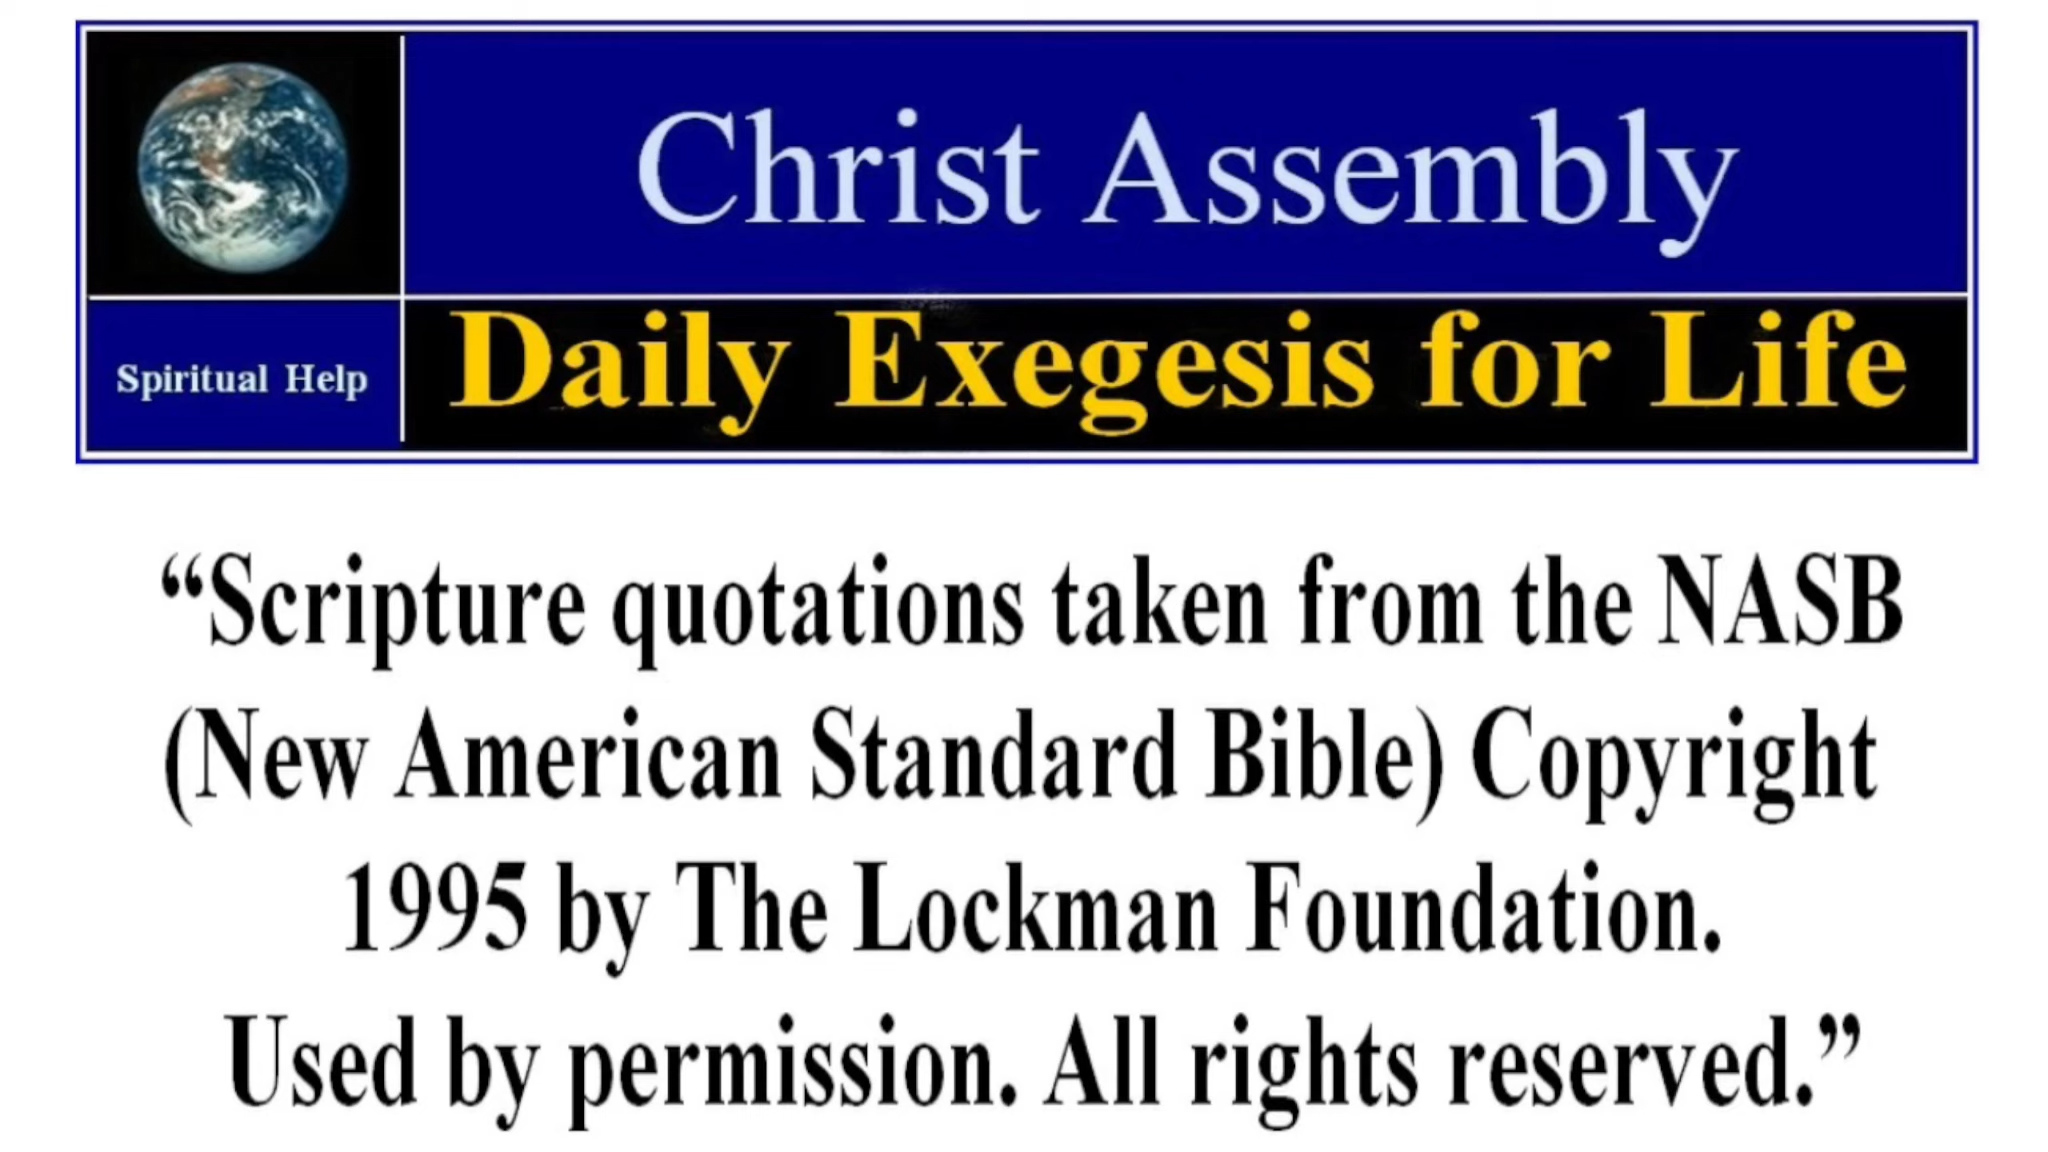 Christ Assembly
Spiritual Help
Daily Exegesis for Life
“Scripture quotations taken from the NASB
(New American Standard Bible) Copyright
1995 by The Lockman Foundation.
Used by permission. All rights reserved.”